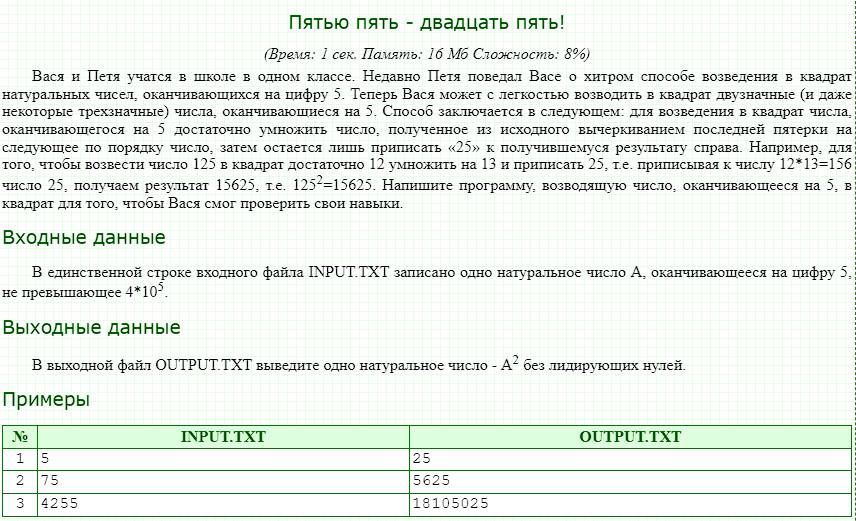 Пятью пять - двадцать пять!
(Время: 1 сек. Память: 16 Мб Сложность: 8%)
Вася и Петя учатся в школе в одном классе. Недавно Петя поведал Васе о хитром способе возведения в квадрат
натуральных чисел, оканчивающихся на цифру 5. Теперь Вася может с легкостью возводить в квадрат двузначные (и даже
некоторые трехзначные) числа, оканчивающиеся на 5. Способ заключается в следующем: для возведения в квадрат числа,
оканчивающегося на 5 достаточно умножить число, полученное из исходного вычеркиванием последней пятерки на
следующее по порядку число, затем остается лишь приписать «25» к получившемуся результату справа. Например, для
того, чтобы возвести число 125 в квадрат достаточно 12 умножить на 13 и приписать 25, т.е. приписывая к числу 12*13=156
число 25, получаем результат 15625, т.е. 125²=15625. Напишите программу, возводящую число, оканчивающееся на 5, в
квадрат для того, чтобы Вася смог проверить свои навыки.
Входные данные
В единственной строке входного файла INPUT.TXT записано одно натуральное число А, оканчивающееся на цифру 5,
не превышающее 4*10⁵.
Выходные данные
В выходной файл OUTPUT.TXT выведите одно натуральное число - A² без лидирующих нулей.
Примеры
№ INPUT.TXT OUTPUT.TXT
1 5 25
2 75 5625
3 4255 18105025